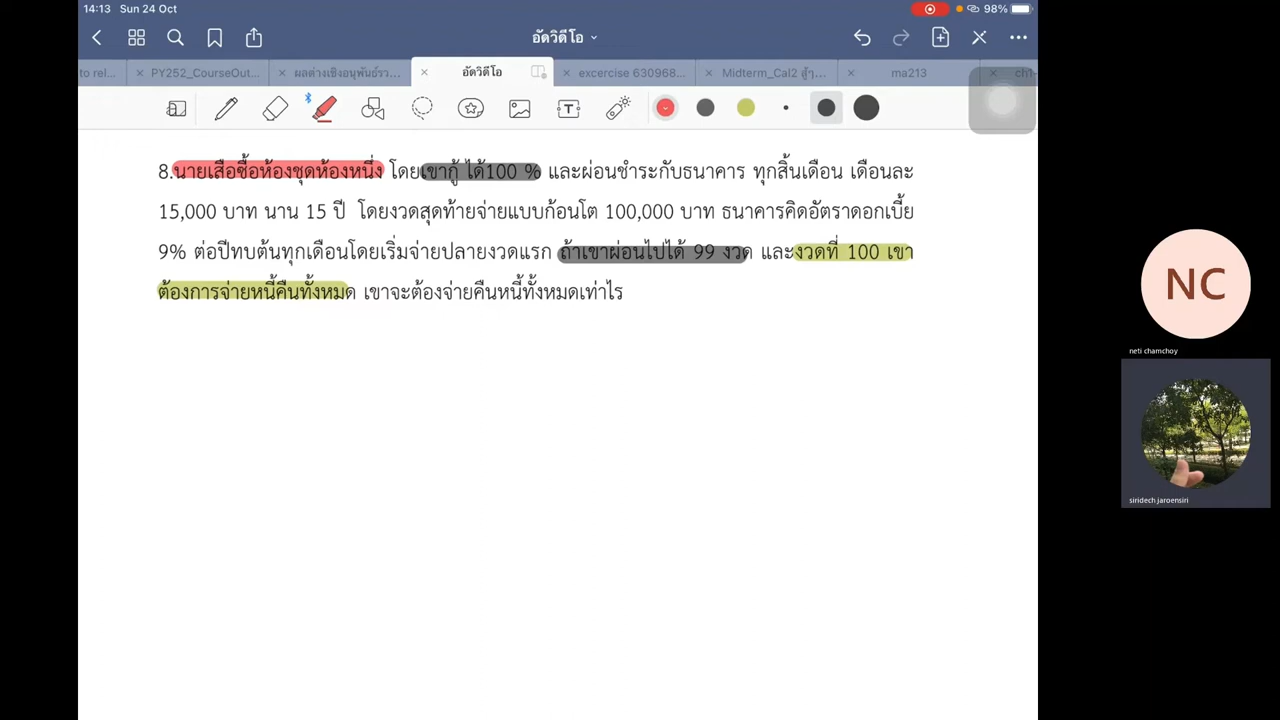 14:13 Sun 24 Oct
98%
อัดวิดีโอ
to rel...
PY252_CourseOut...
ผลต่างเชิงอนุพันธ์รว...
อัดวิดีโอ
excercise 630968...
Midterm_Cal2 สู้ๆ...
ma213
ch1-
8.นายเสือซื้อห้องชุดห้องหนึ่ง โดยเขากู้ ได้100 % และผ่อนชำระกับธนาคาร ทุกสิ้นเดือน เดือนละ
15,000 บาท นาน 15 ปี โดยงวดสุดท้ายจ่ายแบบก้อนโต 100,000 บาท ธนาคารคิดอัตราดอกเบี้ย
9% ต่อปีทบต้นทุกเดือนโดยเริ่มจ่ายปลายงวดแรก ถ้าเขาผ่อนไปได้ 99 งวด และงวดที่ 100 เขา
ต้องการจ่ายหนี้คืนทั้งหมด เขาจะต้องจ่ายคืนหนี้ทั้งหมดเท่าไร
NC
neti chamchoy
siridech jaroensiri